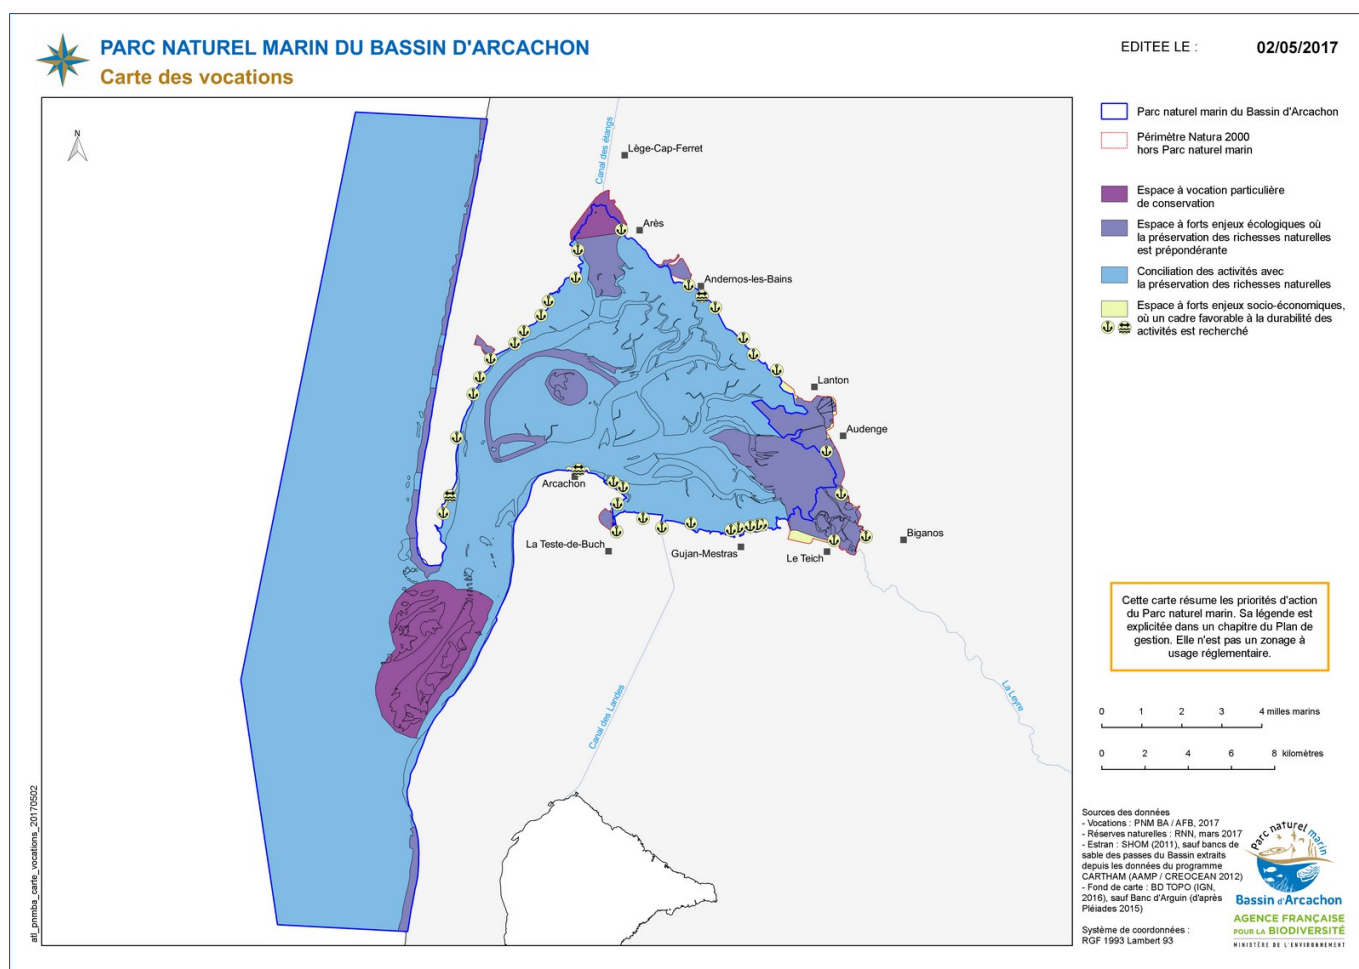 PARC NATUREL MARIN DU BASSIN D'ARCACHON
Carte des vocations
EDITEE LE : 02/05/2017
N
Canal des étangs
Lège-Cap-Ferret
Arès
Andernos-les-Bains
Lanton
Audenge
Arcachon
Biganos
La Teste-de-Buch
Gujan-Mestras
Le Teich
Canal des Landes
La Leyre
Parc naturel marin du Bassin d'Arcachon
Périmètre Natura 2000
hors Parc naturel marin
Espace à vocation particulière
de conservation
Espace à forts enjeux écologiques où
la préservation des richesses naturelles
est prépondérante
Conciliation des activités avec
la préservation des richesses naturelles
Espace à forts enjeux socio-économiques,
où un cadre favorable à la durabilité des
activités est recherché
Cette carte résume les priorités d'action
du Parc naturel marin. Sa légende est
explicitée dans un chapitre du Plan de
gestion. Elle n'est pas un zonage à
usage réglementaire.
0 1 2 3 4 milles marins
0 2 4 6 8 kilomètres
Sources des données
- Vocations : PNM BA / AFB, 2017
- Réserves naturelles : RNN, mars 2017
- Estran : SHOM (2011), sauf bancs de
sable des passes du Bassin extraits
depuis les données du programme
CARTHAM (AAMP / CREOCEAN 2012)
- Fond de carte : BD TOPO (IGN,
2016), sauf Banc d'Arguin (d'après
Pléiades 2015)
Système de coordonnées :
RGF 1993 Lambert 93
Parc naturel marin
Bassin d'Arcachon
AGENCE FRANÇAISE
POUR LA BIODIVERSITÉ
MINISTÈRE DE L'ENVIRONNEMENT
atl_pnmba_carte_vocations_20170502